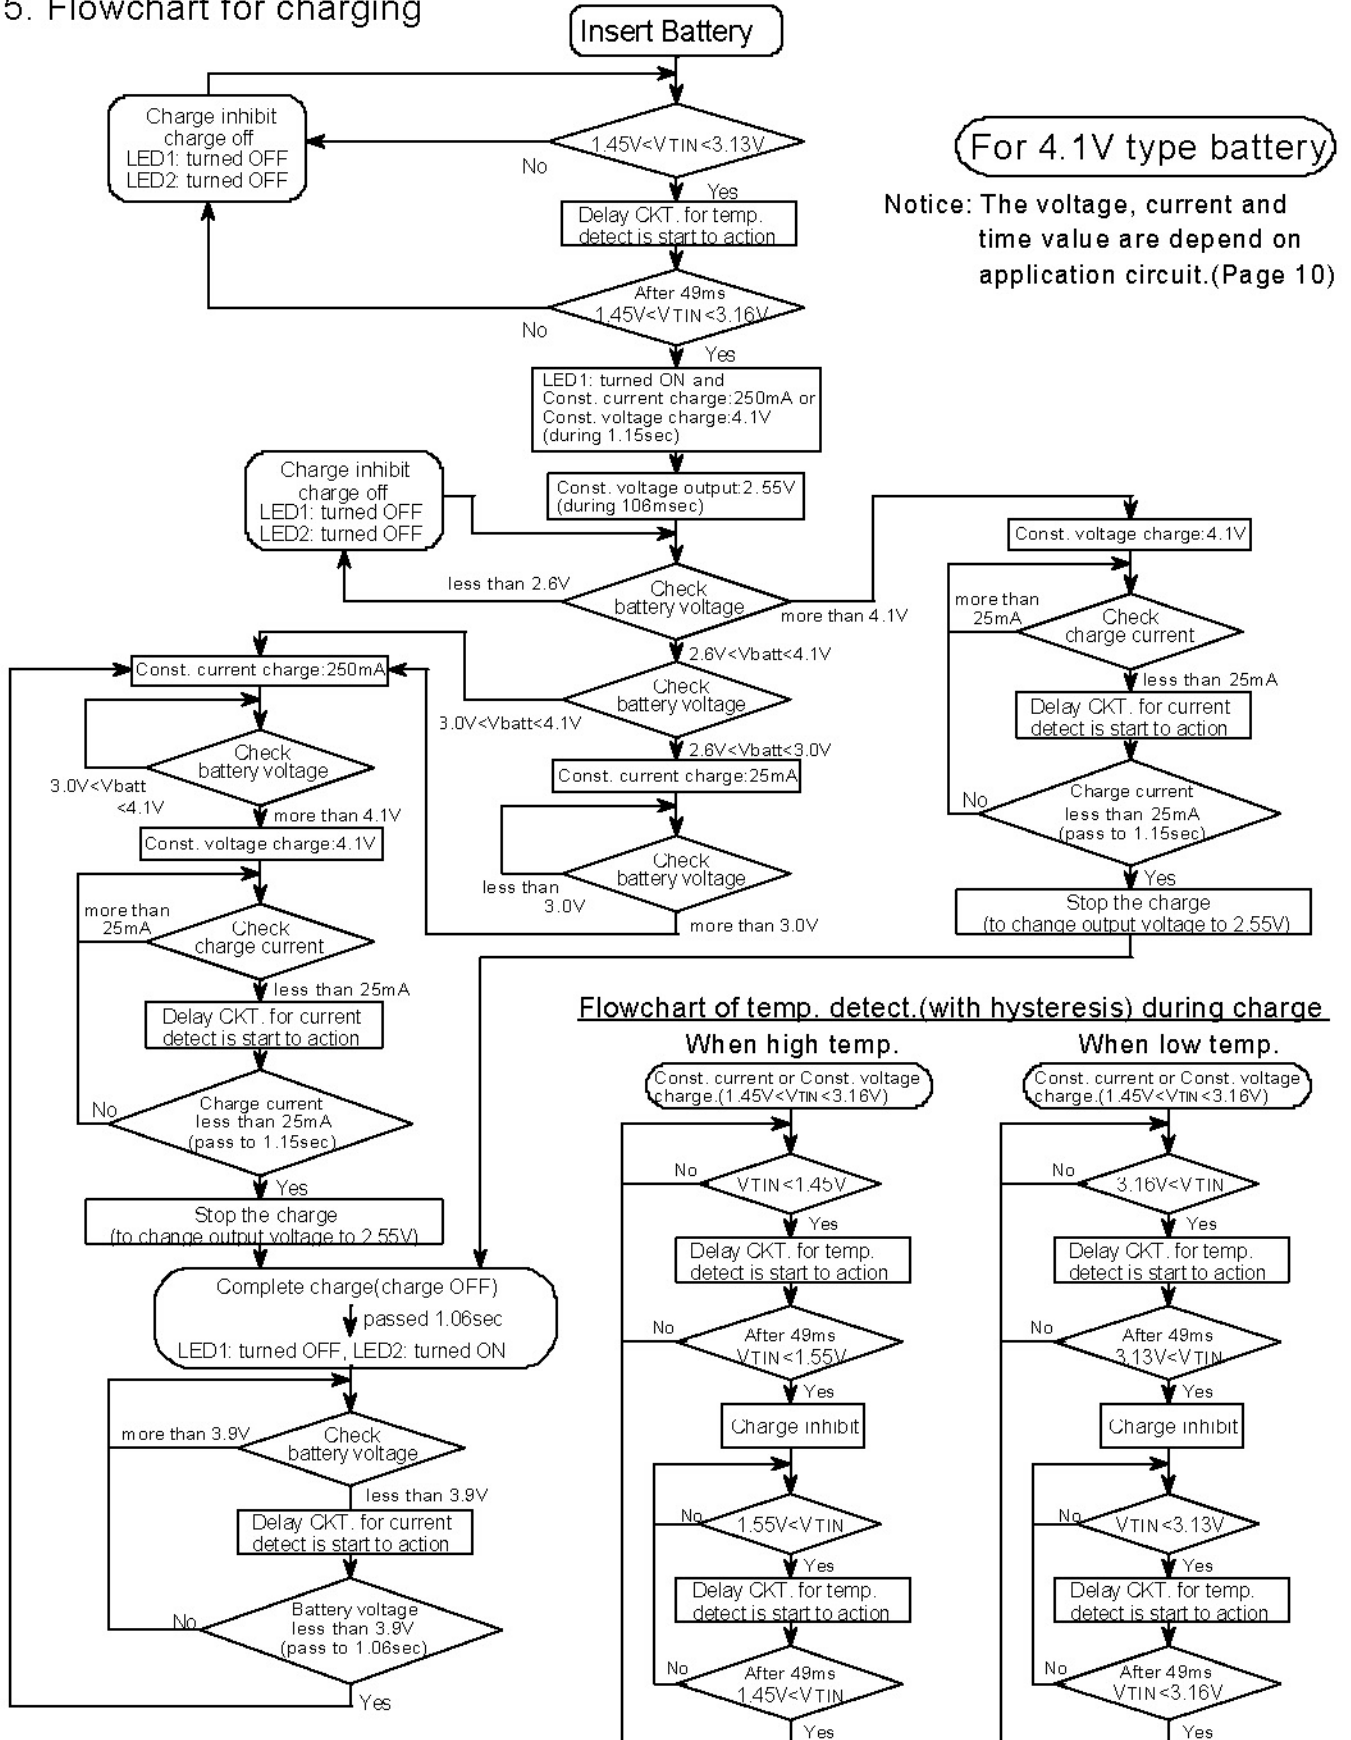 5. Flowchart for charging
Insert Battery
Charge inhibit
charge off
LED1: turned OFF
LED2: turned OFF
1.45V<VTIN<3.13V
No
Yes
For 4.1V type battery
Notice: The voltage, current and
time value are depend on
application circuit.(Page 10)
Delay CKT. for temp.
detect is start to action
After 49ms
1.45V<VTIN<3.16V
No
Yes
LED1: turned ON and
Const. current charge:250mA or
Const. voltage charge:4.1V
(during 1.15sec)
Charge inhibit
charge off
LED1: turned OFF
LED2: turned OFF
Const. voltage output:2.55V
(during 106msec)
less than 2.6V
Check
battery voltage
more than 4.1V
2.6V<Vbatt<4.1V
Check
battery voltage
3.0V<Vbatt<4.1V
2.6V<Vbatt<3.0V
Const. current charge:25mA
Check
battery voltage
less than
3.0V
more than 3.0V
Const. voltage charge:4.1V
more than
25mA
Check
charge current
less than 25mA
Delay CKT. for current
detect is start to action
No
Charge current
less than 25mA
(pass to 1.15sec)
Yes
Stop the charge
(to change output voltage to 2.55V)
Const. current charge:250mA
Check
battery voltage
3.0V<Vbatt
<4.1V
more than 4.1V
Const. voltage charge:4.1V
more than
25mA
Check
charge current
less than 25mA
Delay CKT. for current
detect is start to action
No
Charge current
less than 25mA
(pass to 1.15sec)
Yes
Stop the charge
(to change output voltage to 2.55V)
Complete charge(charge OFF)
passed 1.06sec
LED1: turned OFF, LED2: turned ON
more than 3.9V
Check
battery voltage
less than 3.9V
Delay CKT. for current
detect is start to action
No
Battery voltage
less than 3.9V
(pass to 1.06sec)
Yes
Flowchart of temp. detect.(with hysteresis) during charge
When high temp.
Const. current or Const. voltage
charge.(1.45V<VTIN<3.16V)
No
VTIN<1.45V
Yes
Delay CKT. for temp.
detect is start to action
No
After 49ms
VTIN<1.55V
Yes
Charge inhibit
No
1.55V<VTIN
Yes
Delay CKT. for temp.
detect is start to action
No
After 49ms
1.45V<VTIN
Yes
When low temp.
Const. current or Const. voltage
charge.(1.45V<VTIN<3.16V)
No
3.16V<VTIN
Yes
Delay CKT. for temp.
detect is start to action
No
After 49ms
3.13V<VTIN
Yes
Charge inhibit
No
VTIN<3.13V
Yes
Delay CKT. for temp.
detect is start to action
No
After 49ms
VTIN<3.16V
Yes